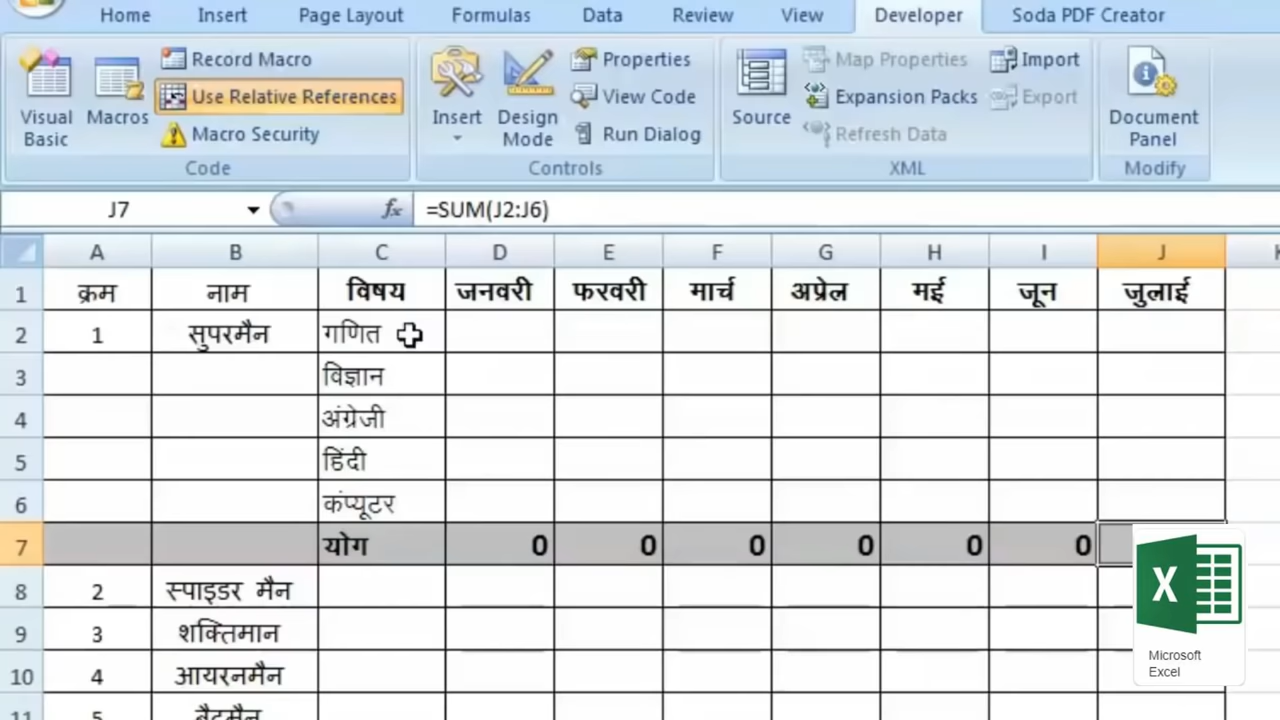 Home Insert Page Layout Formulas Data Review View Developer Soda PDF Creator
Visual Basic
Macros
Record Macro
Use Relative References
Macro Security
Code
Insert
Design Mode
Properties
View Code
Run Dialog
Controls
Source
Map Properties
Expansion Packs
Refresh Data
Import
Export
XML
Document Panel
Modify
J7 fx =SUM(J2:J6)
A B C D E F G H I J
1 क्रम नाम विषय जनवरी फरवरी मार्च अप्रेल मई जून जुलाई
2 1 सुपरमैन गणित
3 विज्ञान
4 अंग्रेजी
5 हिंदी
6 कंप्यूटर
7 योग 0 0 0 0 0 0
8 2 स्पाइडर मैन
9 3 शक्तिमान
10 4 आयरनमैन
11 5 बैटमैन
X
Microsoft
Excel